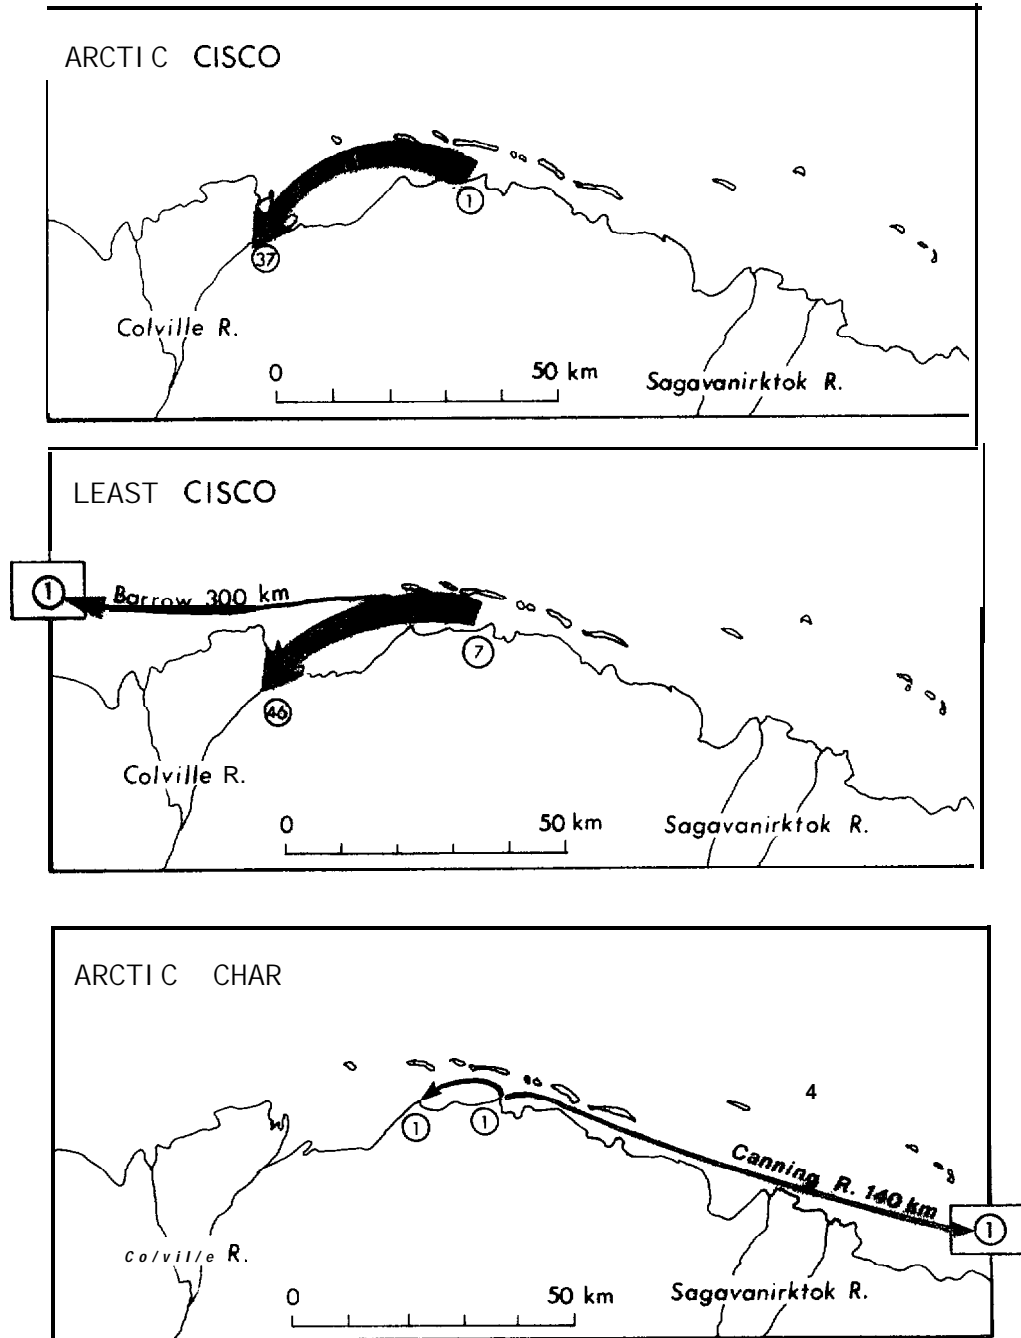 ARCTIC CISCO
1
37
Colville R.
0 50 km
Sagavanirktok R.
LEAST CISCO
1
Barrow 300 km
7
46
Colville R.
0 50 km
Sagavanirktok R.
ARCTIC CHAR
4
1 1
Canning R. 140 km
1
Colville R.
0 50 km
Sagavanirktok R.